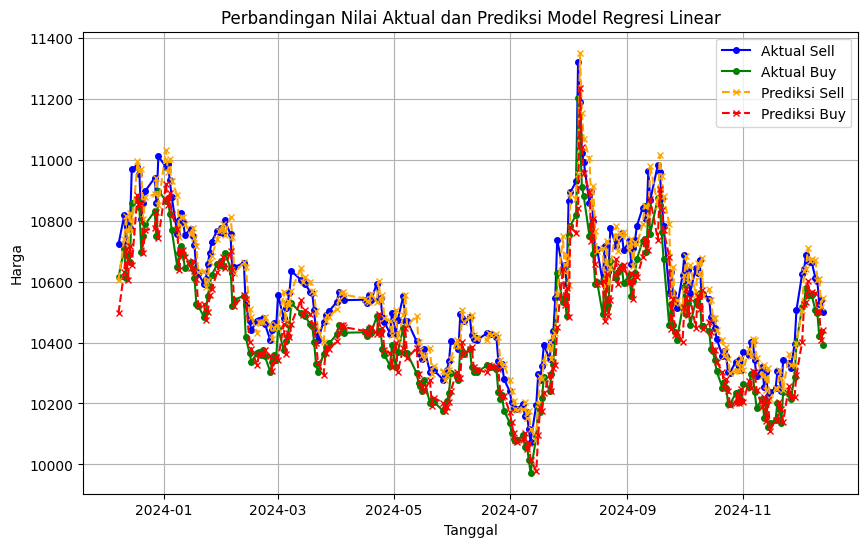 Perbandingan Nilai Aktual dan Prediksi Model Regresi Linear
Aktual Sell
Aktual Buy
Prediksi Sell
Prediksi Buy
Harga
11400
11200
11000
10800
10600
10400
10200
10000
2024-01 2024-03 2024-05 2024-07 2024-09 2024-11
Tanggal